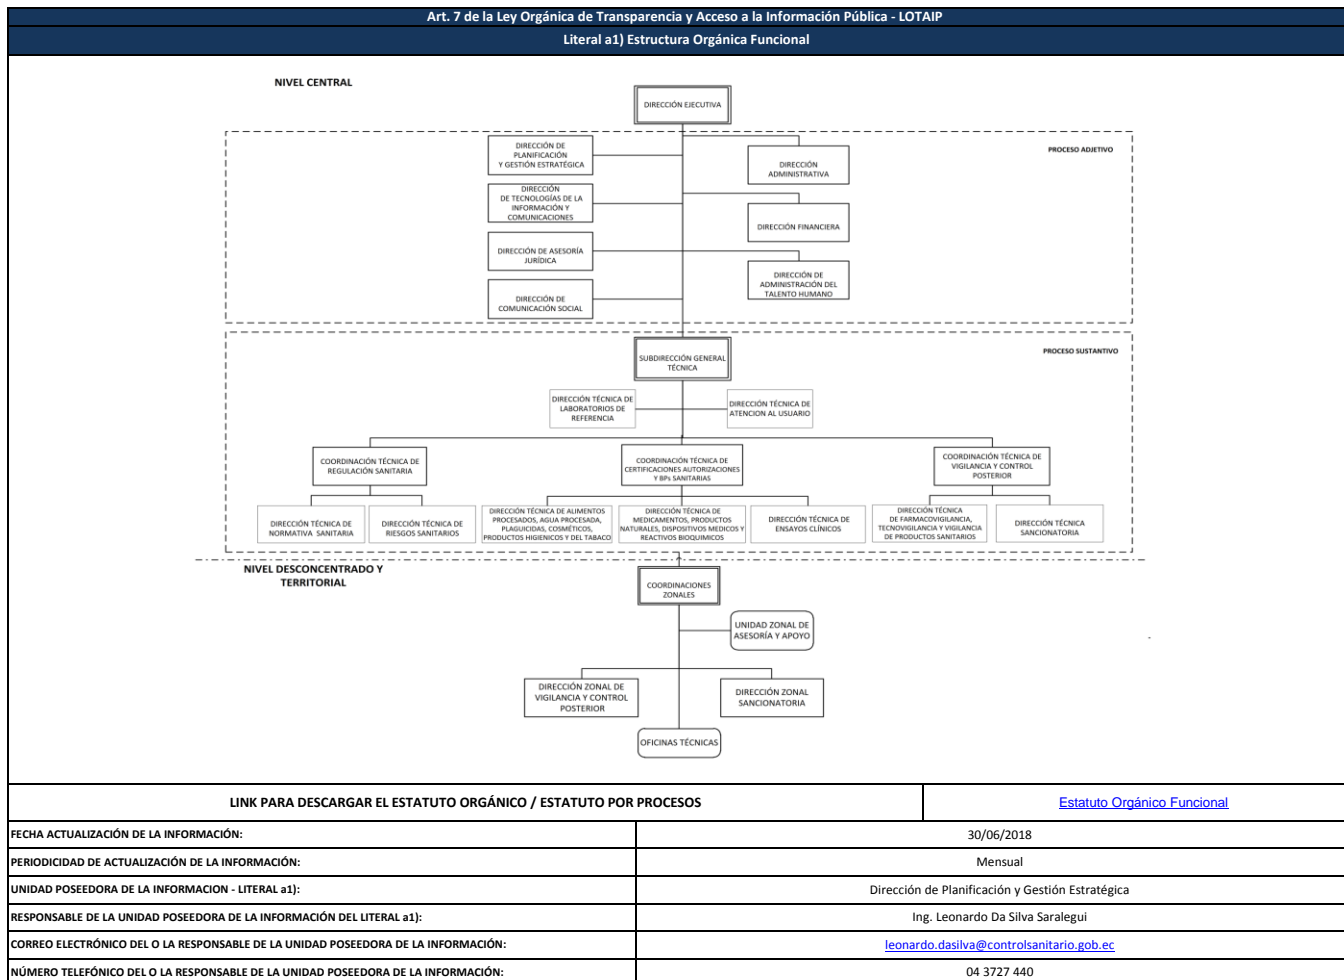 Art. 7 de la Ley Orgánica de Transparencia y Acceso a la Información Pública - LOTAIP
Literal a1) Estructura Orgánica Funcional
NIVEL CENTRAL
DIRECCIÓN EJECUTIVA
PROCESO ADJETIVO
DIRECCIÓN DE
PLANIFICACIÓN
Y GESTIÓN ESTRATÉGICA
DIRECCIÓN
ADMINISTRATIVA
DIRECCIÓN
DE TECNOLOGÍAS DE LA
INFORMACIÓN Y
COMUNICACIONES
DIRECCIÓN FINANCIERA
DIRECCIÓN DE ASESORÍA
JURÍDICA
DIRECCIÓN DE
ADMINISTRACIÓN DEL
TALENTO HUMANO
DIRECCIÓN DE
COMUNICACIÓN SOCIAL
PROCESO SUSTANTIVO
SUBDIRECCIÓN GENERAL
TÉCNICA
DIRECCIÓN TÉCNICA DE
LABORATORIOS DE
REFERENCIA
DIRECCIÓN TÉCNICA DE
ATENCION AL USUARIO
COORDINACIÓN TÉCNICA DE
REGULACIÓN SANITARIA
COORDINACIÓN TÉCNICA DE
CERTIFICACIONES AUTORIZACIONES
Y BPs SANITARIAS
COORDINACIÓN TÉCNICA DE
VIGILANCIA Y CONTROL
POSTERIOR
DIRECCIÓN TÉCNICA DE
NORMATIVA SANITARIA
DIRECCIÓN TÉCNICA DE
RIESGOS SANITARIOS
DIRECCIÓN TÉCNICA DE ALIMENTOS
PROCESADOS, AGUA PROCESADA,
PLAGUICIDAS, COSMÉTICOS,
PRODUCTOS HIGIENICOS Y DEL TABACO
DIRECCIÓN TÉCNICA DE
MEDICAMENTOS, PRODUCTOS
NATURALES, DISPOSITIVOS MEDICOS Y
REACTIVOS BIOQUIMICOS
DIRECCIÓN TÉCNICA DE
ENSAYOS CLÍNICOS
DIRECCIÓN TÉCNICA
DE FARMACOVIGILANCIA,
TECNOVIGILANCIA Y VIGILANCIA
DE PRODUCTOS SANITARIOS
DIRECCIÓN TÉCNICA
SANCIONATORIA
NIVEL DESCONCENTRADO Y
TERRITORIAL
COORDINACIONES
ZONALES
UNIDAD ZONAL DE
ASESORÍA Y APOYO
DIRECCIÓN ZONAL DE
VIGILANCIA Y CONTROL
POSTERIOR
DIRECCIÓN ZONAL
SANCIONATORIA
OFICINAS TÉCNICAS
LINK PARA DESCARGAR EL ESTATUTO ORGÁNICO / ESTATUTO POR PROCESOS
Estatuto Orgánico Funcional
FECHA ACTUALIZACIÓN DE LA INFORMACIÓN:
30/06/2018
PERIODICIDAD DE ACTUALIZACIÓN DE LA INFORMACIÓN:
Mensual
UNIDAD POSEEDORA DE LA INFORMACION - LITERAL a1):
Dirección de Planificación y Gestión Estratégica
RESPONSABLE DE LA UNIDAD POSEEDORA DE LA INFORMACIÓN DEL LITERAL a1):
Ing. Leonardo Da Silva Saralegui
CORREO ELECTRÓNICO DEL O LA RESPONSABLE DE LA UNIDAD POSEEDORA DE LA INFORMACIÓN:
leonardo.dasilva@controlsanitario.gob.ec
NÚMERO TELEFÓNICO DEL O LA RESPONSABLE DE LA UNIDAD POSEEDORA DE LA INFORMACIÓN:
04 3727 440